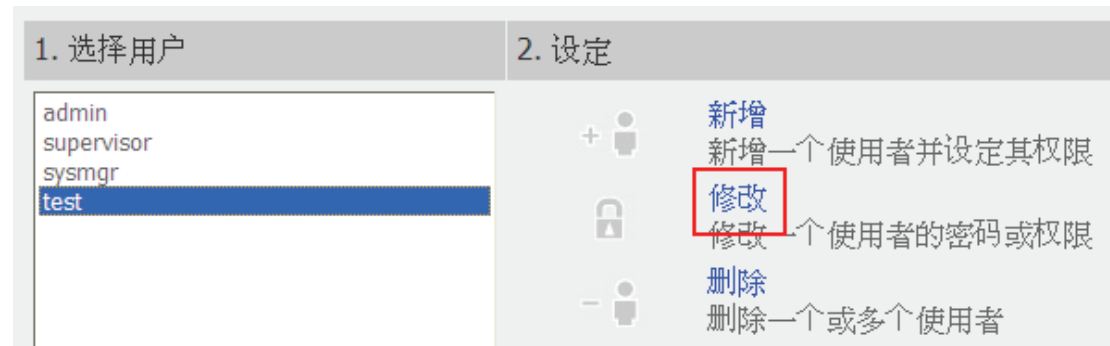 1. 选择用户
2. 设定
admin
supervisor
sysmgr
test
新增
新增一个使用者并设定其权限
修改
修改一个使用者的密码或权限
删除
删除一个或多个使用者